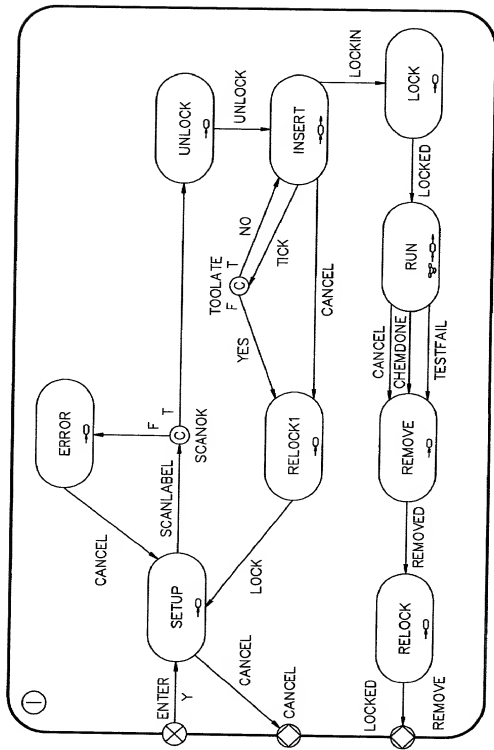 I
ERROR
CANCEL
F
ENTER
Y
SETUP
SCANLABEL
T
SCANOK
C
UNLOCK
UNLOCK
TOOLATE
F
T
C
YES
NO
TICK
INSERT
CANCEL
CANCEL
LOCK
RELOCK1
CANCEL
LOCKIN
LOCKED
REMOVE
RELOCK
REMOVED
REMOVE
CANCEL
CHEMDONE
TESTFAIL
RUN
LOCKED
LOCK